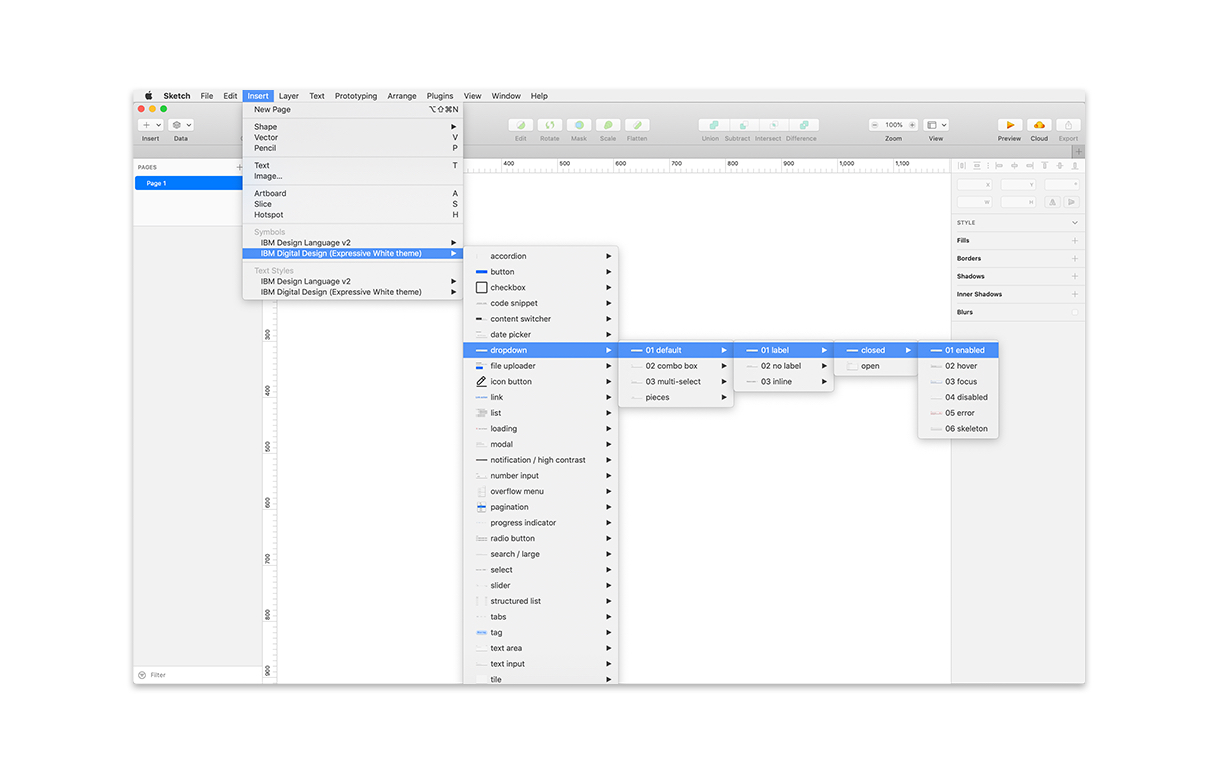 Sketch File Edit Insert Layer Text Prototyping Arrange Plugins View Window Help
New Page ⌥⇧⌘N
Shape ▶
Vector V
Pencil P
Text T
Image...
Artboard A
Slice S
Hotspot H
Symbols
IBM Design Language v2 ▶
IBM Digital Design (Expressive White theme) ▶
Text Styles
IBM Design Language v2 ▶
IBM Digital Design (Expressive White theme) ▶
Insert Data
Edit Rotate Mask Scale Flatten
Union Subtract Intersect Difference
100%
Zoom View
Preview Cloud Export
PAGES
Page 1
400 500 600 700 800 900 1,000 1,100
accordion
button
checkbox
code snippet
content switcher
date picker
dropdown
file uploader
icon button
link
list
loading
modal
notification / high contrast
number input
overflow menu
pagination
progress indicator
radio button
search / large
select
slider
structured list
tabs
tag
text area
text input
tile
01 default
02 combo box
03 multi-select
pieces
01 label
02 no label
03 inline
closed
open
01 enabled
02 hover
03 focus
04 disabled
05 error
06 skeleton
X Y °
W H
STYLE
Fills
Borders
Shadows
Inner Shadows
Blurs
300
400
500
600
700
800
900
Filter